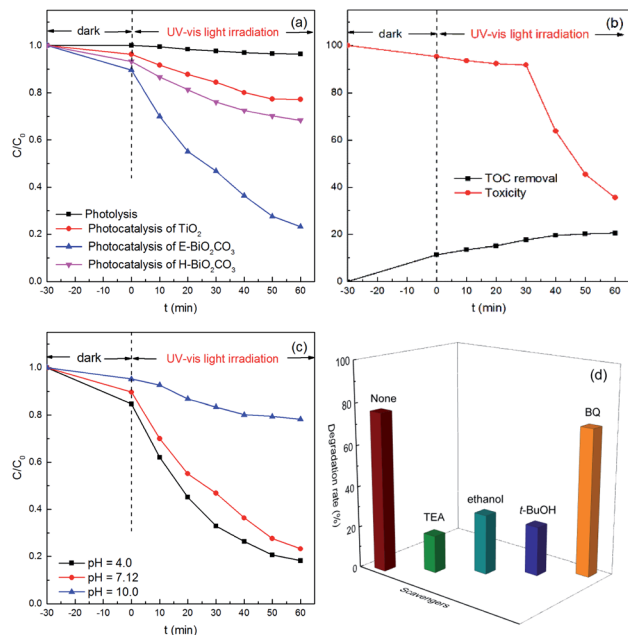 (a)
dark
UV-vis light irradiation
1.0
0.8
0.6
0.4
0.2
0.0
C/C₀
Photolysis
Photocatalysis of TiO₂
Photocatalysis of E-BiO₂CO₃
Photocatalysis of H-BiO₂CO₃
-30 -20 -10 0 10 20 30 40 50 60
t (min)
(b)
dark
UV-vis light irradiation
100
80
60
40
20
0
TOC removal
Toxicity
-30 -20 -10 0 10 20 30 40 50 60
t (min)
(c)
dark
UV-vis light irradiation
1.0
0.8
0.6
0.4
0.2
0.0
C/C₀
pH = 4.0
pH = 7.12
pH = 10.0
-30 -20 -10 0 10 20 30 40 50 60
t (min)
(d)
100
80
60
40
20
0
Degradation rate (%)
None
TEA
ethanol
t-BuOH
BQ
Scavengers